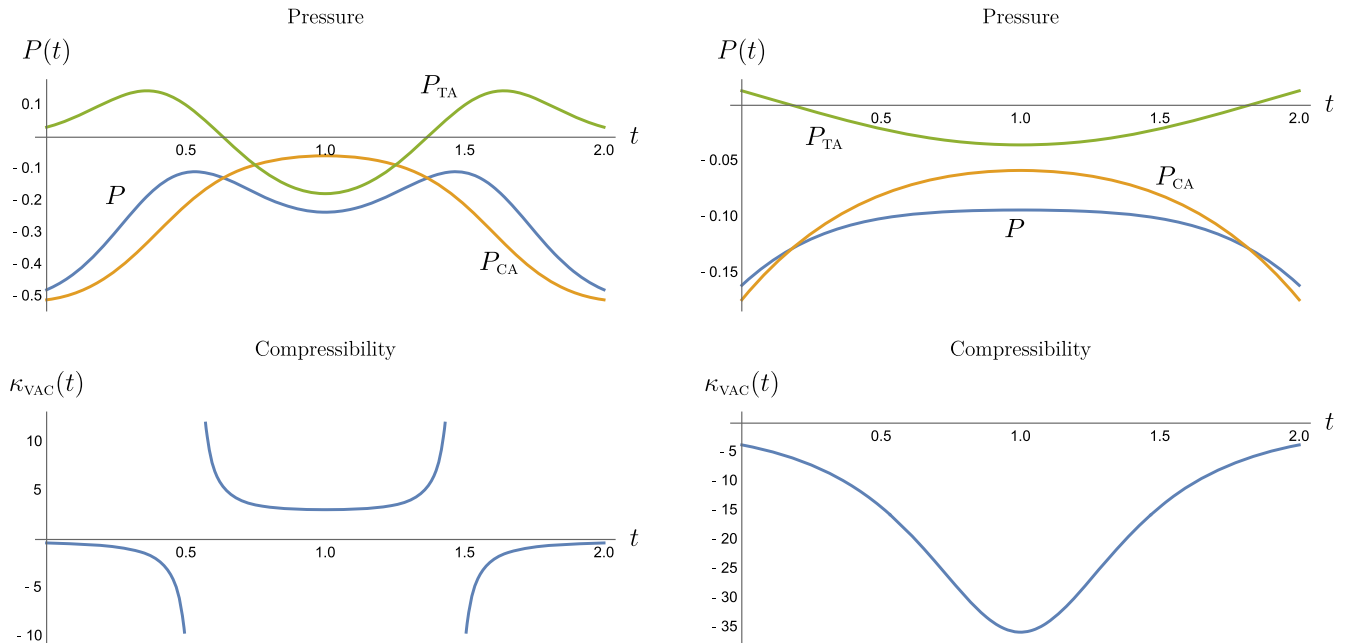 Pressure
P(t)
0.1
- 0.1
- 0.2
- 0.3
- 0.4
- 0.5
0.5
1.0
1.5
2.0
t
P_TA
P
P_CA
Pressure
P(t)
- 0.05
- 0.10
- 0.15
0.5
1.0
1.5
2.0
t
P_TA
P_CA
P
Compressibility
κ_VAC(t)
10
5
- 5
- 10
0.5
1.0
1.5
2.0
t
Compressibility
κ_VAC(t)
- 5
- 10
- 15
- 20
- 25
- 30
- 35
0.5
1.0
1.5
2.0
t